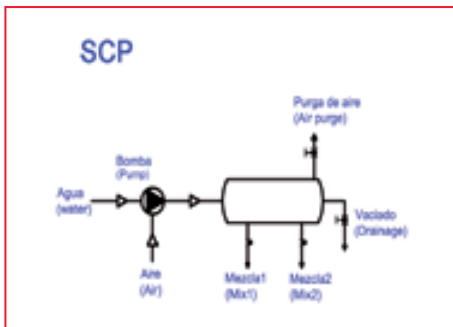 SCP
Purga de aire
(Air purge)
Bomba
(Pump)
Agua
(water)
Vaciado
(Drainage)
Aire
(Air)
Mezcla1
(Mix1)
Mezcla2
(Mix2)